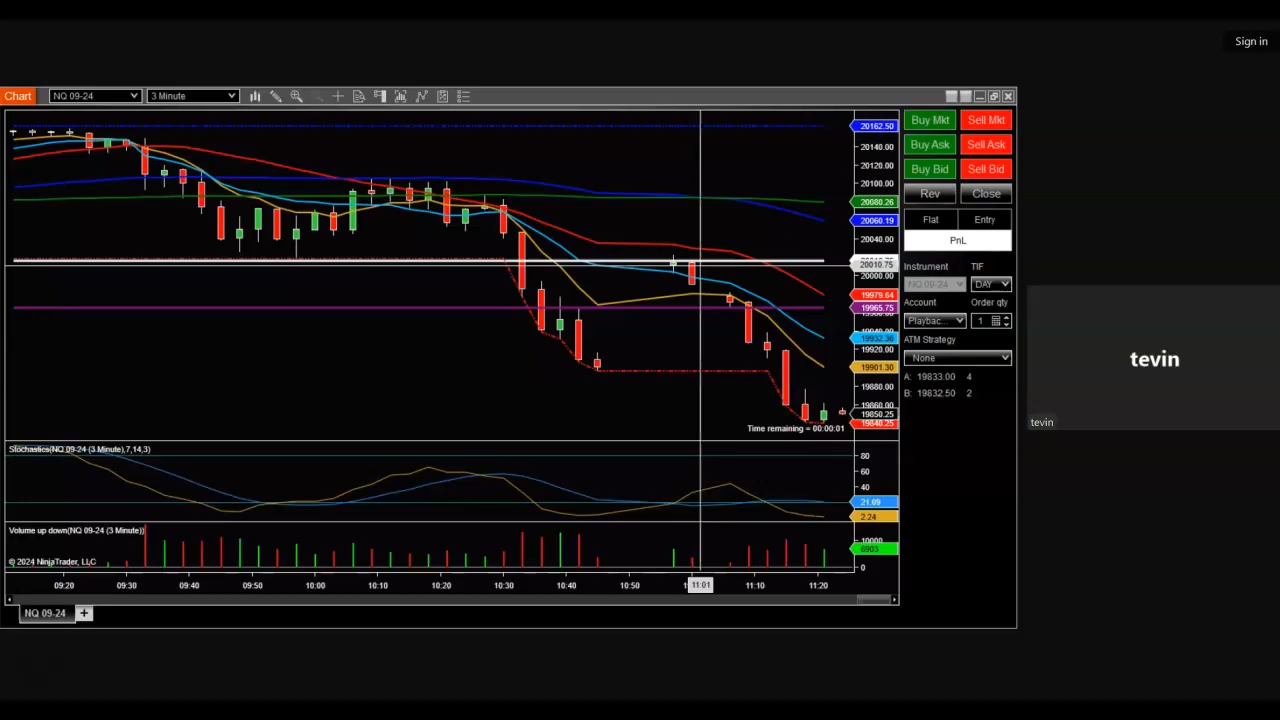 Sign in
Chart NQ 09-24 3 Minute
20162.50
20140.00
20120.00
20100.00
20080.26
20060.19
20040.00
20010.75
20000.00
19979.64
19965.75
19932.36
19920.00
19901.30
19880.00
19860.00
19850.25
19840.25
Time remaining = 00:00:01
Buy Mkt Sell Mkt
Buy Ask Sell Ask
Buy Bid Sell Bid
Rev Close
Flat Entry
PnL
Instrument TIF
NQ 09-24 DAY
Account Order qty
Playbac... 1
ATM Strategy
None
A: 19833.00 4
B: 19832.50 2
tevin
tevin
Stochastics(NQ 09-24 (3 Minute),7,14,3)
80
60
40
21.09
2.24
Volume up down(NQ 09-24 (3 Minute))
10000
6903
0
© 2024 NinjaTrader, LLC
09:20 09:30 09:40 09:50 10:00 10:10 10:20 10:30 10:40 10:50 11:01 11:10 11:20
NQ 09-24 +